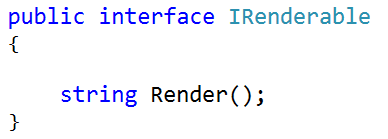 public interface IRenderable
{
    string Render();
}